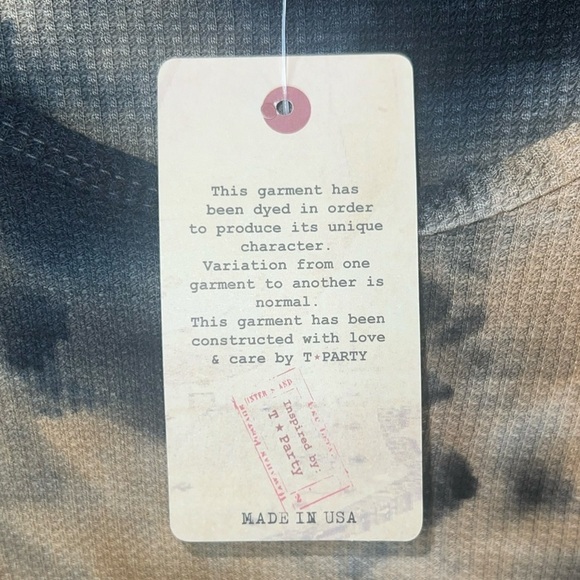 This garment has
been dyed in order
to produce its unique
character.
Variation from one
garment to another is
normal.
This garment has been
constructed with love
& care by T★PARTY
Inspired by:
T ★ Party
MADE IN USA